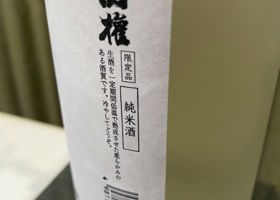 権
限定品
生酒を一定期間低温で熟成させた柔らかみの
ある酒質です。冷やしてどうぞ。
純米酒